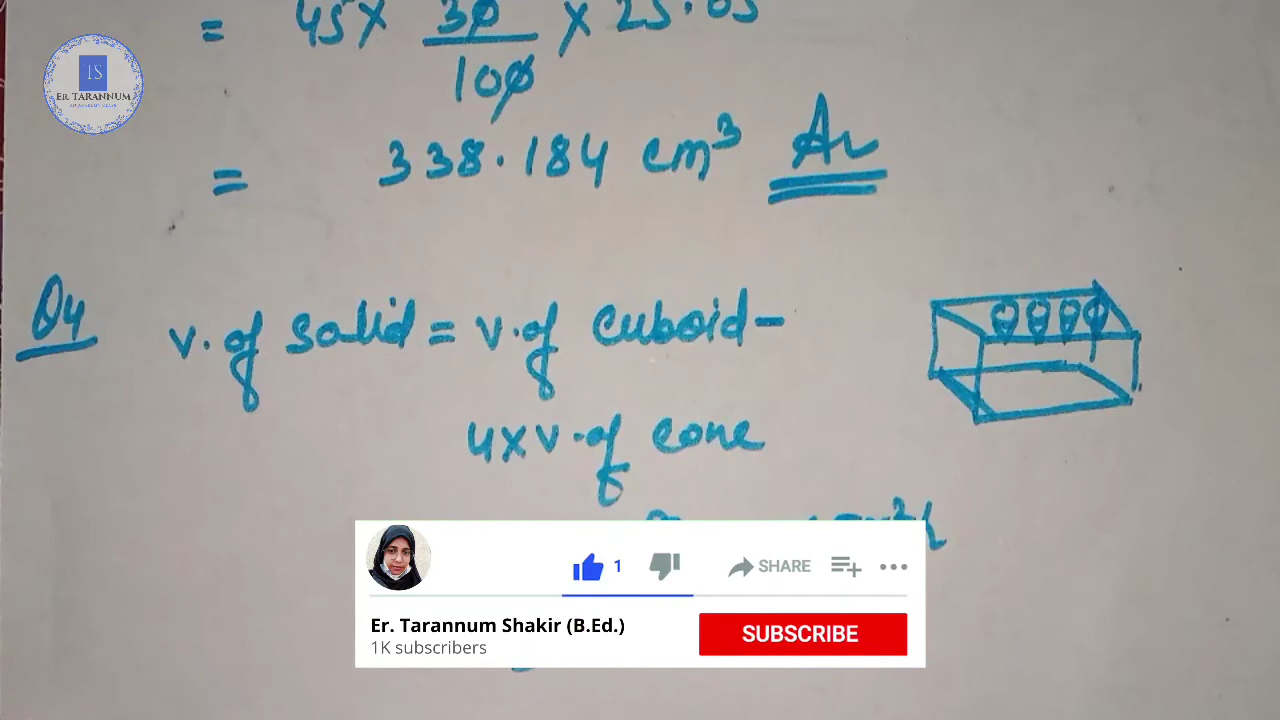 = 45 × 30/100 × 25.05
TS
ER. TARANNUM
= 338.184 cm³ Ar
Q4 v. of solid = v. of cuboid -
4 × v. of cone
1 SHARE
Er. Tarannum Shakir (B.Ed.)
1K subscribers
SUBSCRIBE